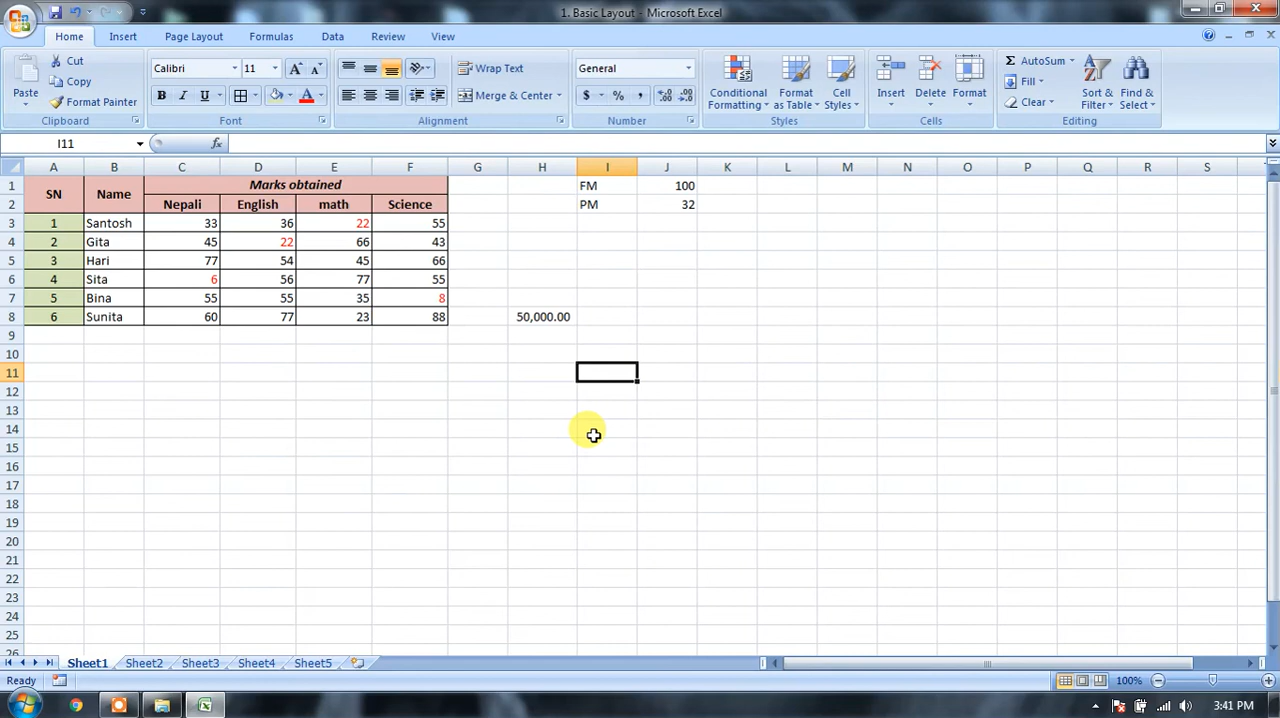 1. Basic Layout - Microsoft Excel
Home Insert Page Layout Formulas Data Review View
Paste Cut Copy Format Painter Clipboard
Calibri 11 B I U Font
Wrap Text Merge & Center Alignment
General $ % , Number
Conditional Formatting Format as Table Cell Styles Styles
Insert Delete Format Cells
AutoSum Fill Clear Sort & Filter Find & Select Editing
I11 fx
A B C D E F G H I J K L M N O P Q R S
1 SN Name Marks obtained FM 100
2 Nepali English math Science PM 32
3 1 Santosh 33 36 22 55
4 2 Gita 45 22 66 43
5 3 Hari 77 54 45 66
6 4 Sita 6 56 77 55
7 5 Bina 55 55 35 8
8 6 Sunita 60 77 23 88 50,000.00
9
10
11
12
13
14
15
16
17
18
19
20
21
22
23
24
25
26
Sheet1 Sheet2 Sheet3 Sheet4 Sheet5
Ready 100%
3:41 PM